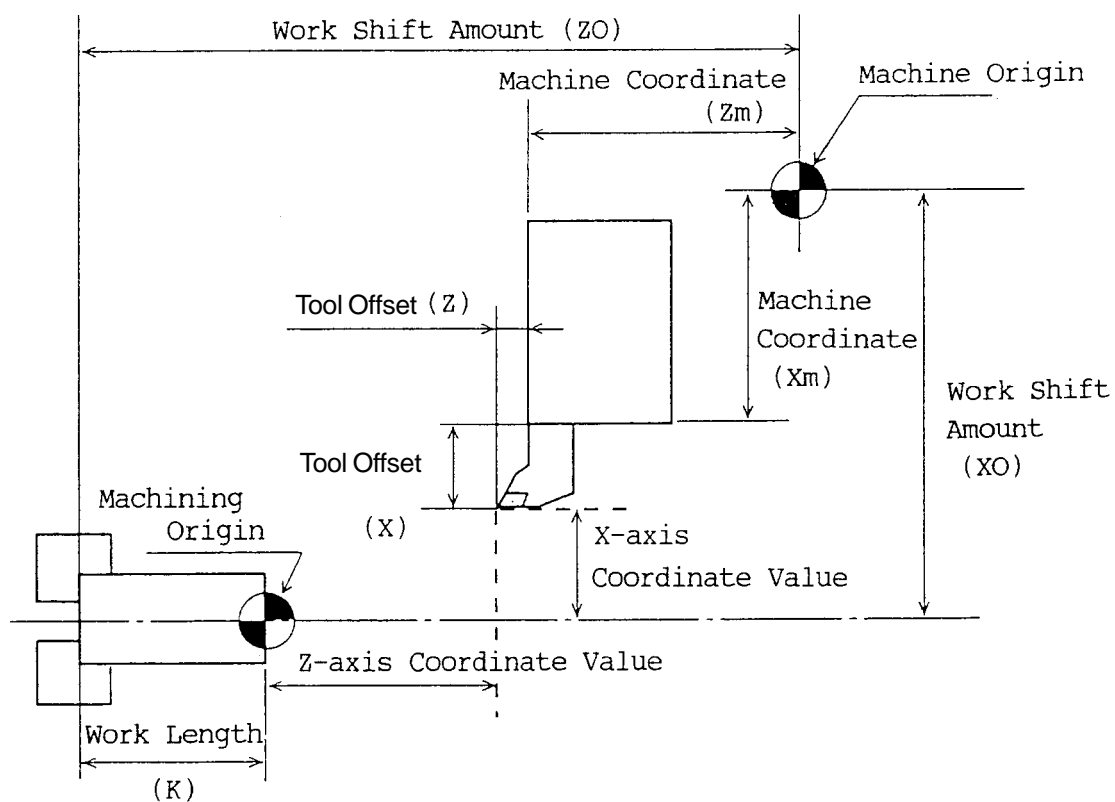 Work Shift Amount (ZO)
Machine Coordinate
(Zm)
Machine Origin
Tool Offset (Z)
Machine
Coordinate
(Xm)
Work Shift
Amount
(XO)
Tool Offset
(X)
Machining
Origin
X-axis
Coordinate Value
Z-axis Coordinate Value
Work Length
(K)